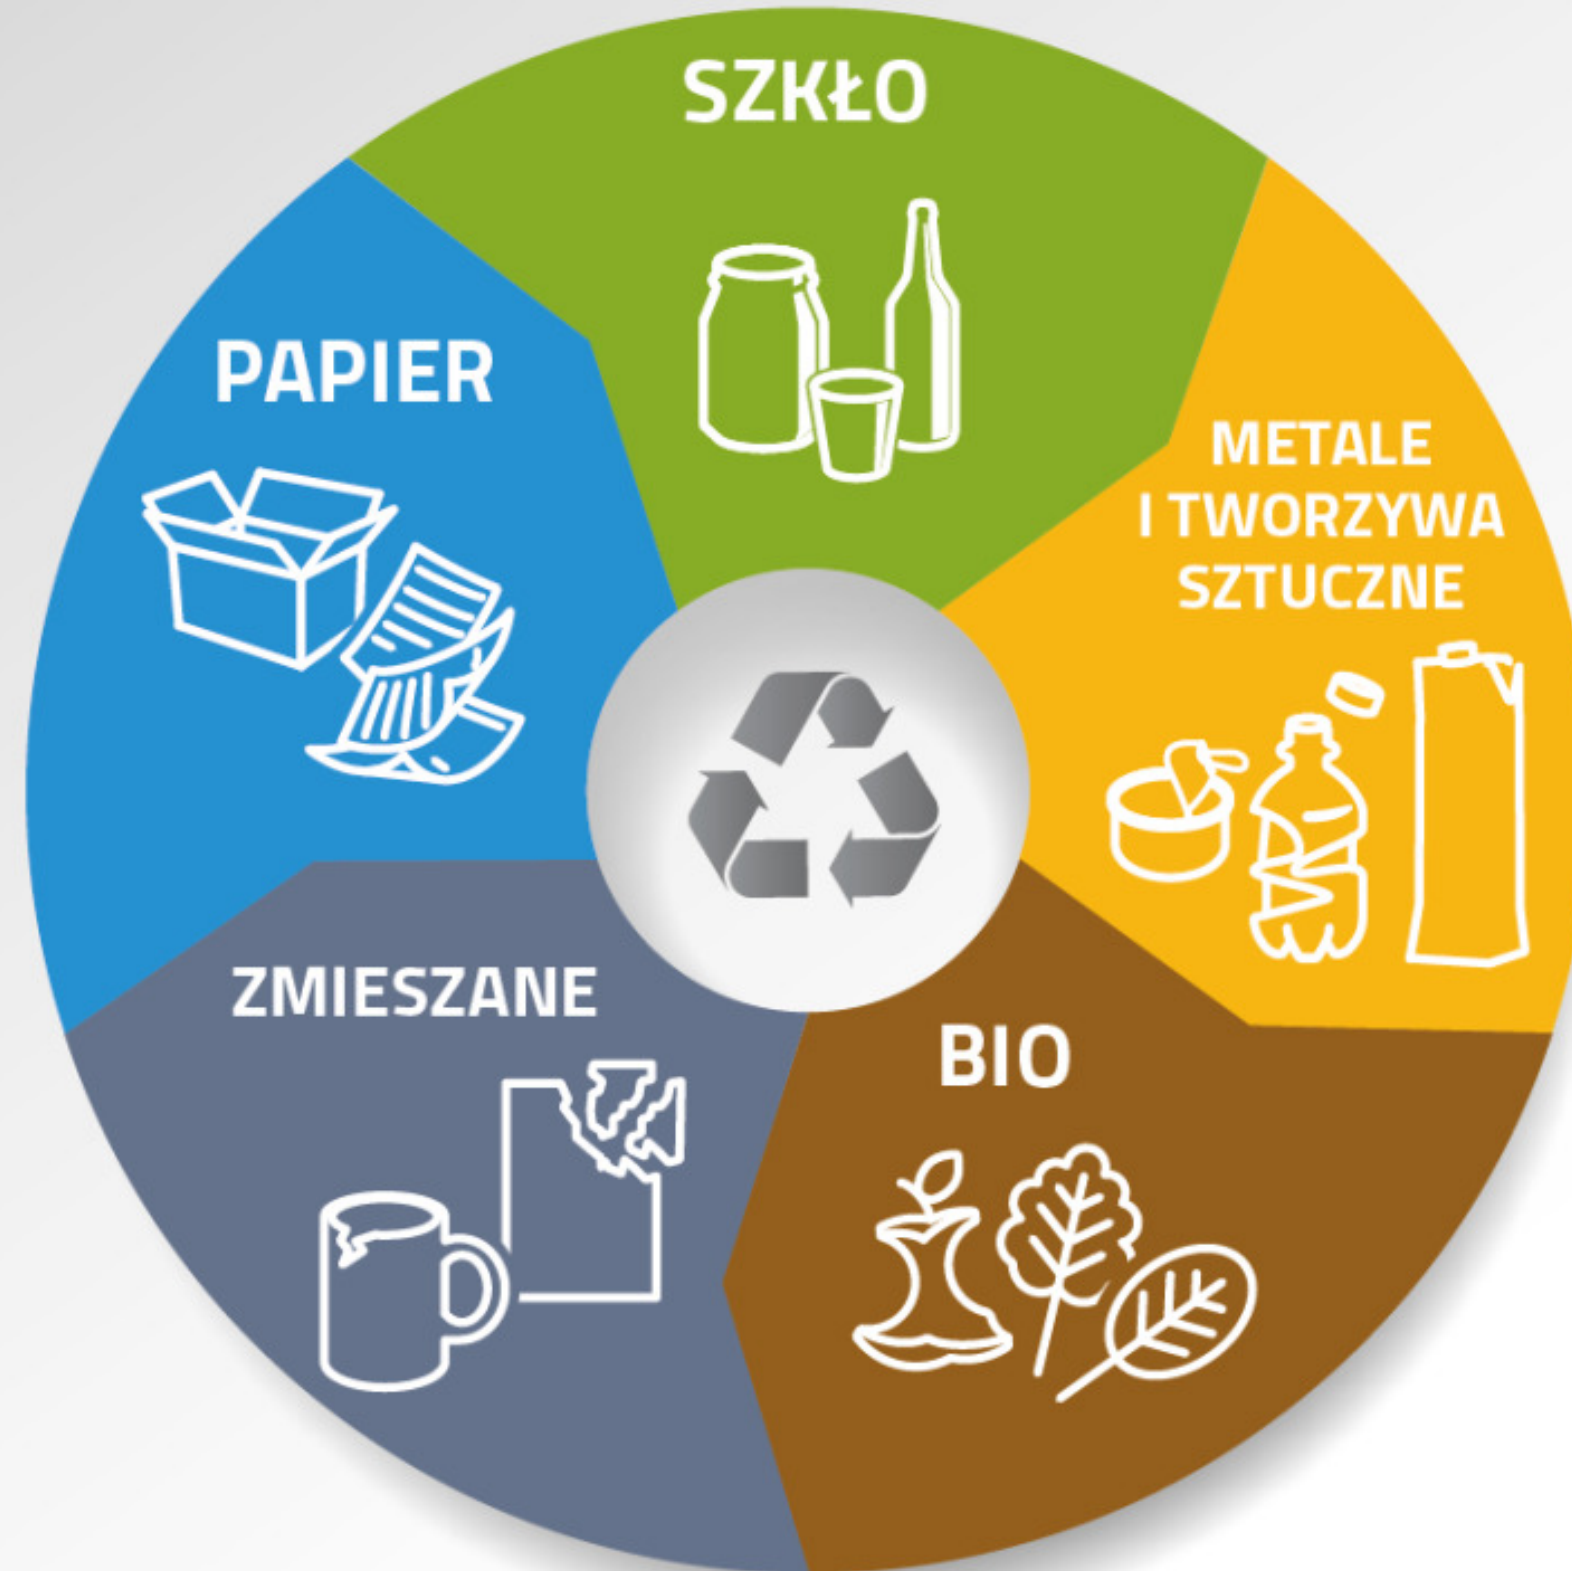 SZKŁO
PAPIER
METALE
I TWORZYWA
SZTUCZNE
ZMIESZANE
BIO